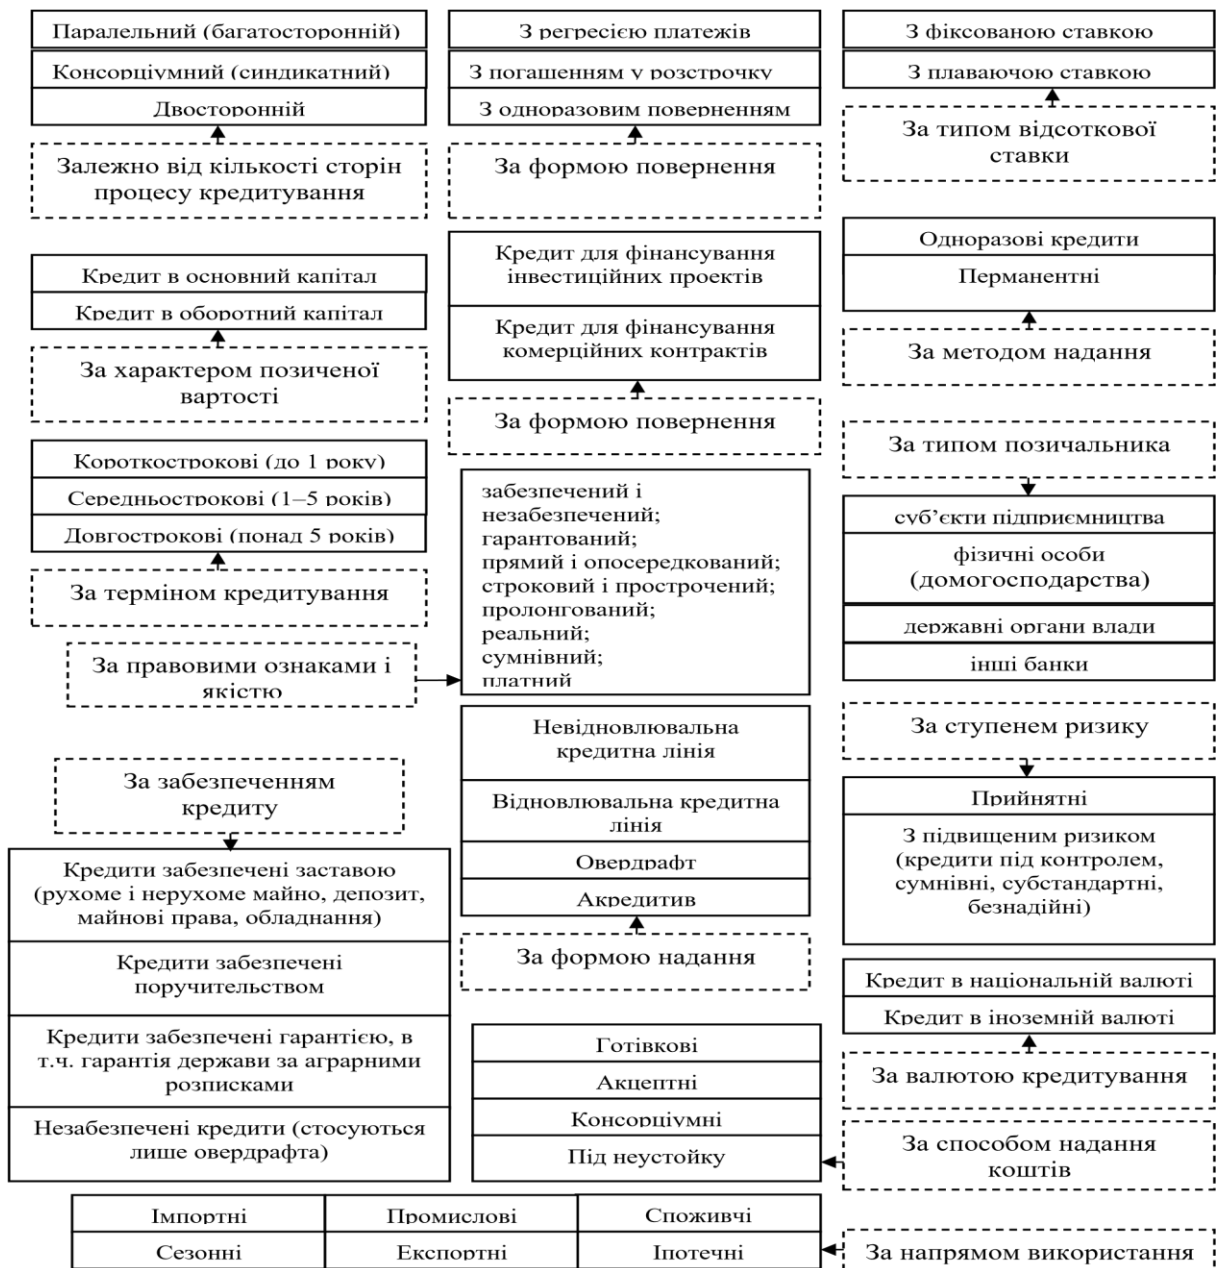 Паралельний (багатосторонній)
Консорціумний (синдикатний)
Двосторонній
Залежно від кількості сторін
процесу кредитування
З регресією платежів
З погашенням у розстрочку
З одноразовим поверненням
За формою повернення
З фіксованою ставкою
З плаваючою ставкою
За типом відсоткової
ставки
Кредит в основний капітал
Кредит в оборотний капітал
За характером позиченої
вартості
Кредит для фінансування
інвестиційних проектів
Кредит для фінансування
комерційних контрактів
За формою повернення
Одноразові кредити
Перманентні
За методом надання
Короткострокові (до 1 року)
Середньострокові (1–5 років)
Довгострокові (понад 5 років)
За терміном кредитування
За правовими ознаками і
якістю
забезпечений і
незабезпечений;
гарантований;
прямий і опосередкований;
строковий і прострочений;
пролонгований;
реальний;
сумнівний;
платний
За типом позичальника
суб’єкти підприємництва
фізичні особи
(домогосподарства)
державні органи влади
інші банки
За забезпеченням
кредиту
Кредити забезпечені заставою
(рухоме і нерухоме майно, депозит,
майнові права, обладнання)
Кредити забезпечені
поручительством
Кредити забезпечені гарантією, в
т.ч. гарантія держави за аграрними
розписками
Незабезпечені кредити (стосуються
лише овердрафта)
Невідновлювальна
кредитна лінія
Відновлювальна кредитна
лінія
Овердрафт
Акредитив
За формою надання
За ступенем ризику
Прийнятні
З підвищеним ризиком
(кредити під контролем,
сумнівні, субстандартні,
безнадійні)
Кредит в національній валюті
Кредит в іноземній валюті
За валютою кредитування
Готівкові
Акцептні
Консорціумні
Під неустойку
За способом надання
коштів
Імпортні
Промислові
Споживчі
Сезонні
Експортні
Іпотечні
За напрямом використання